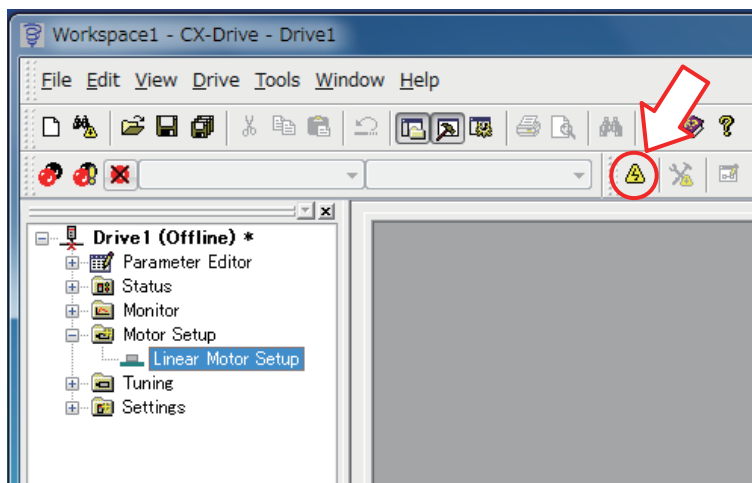 Workspace1 - CX-Drive - Drive1
File Edit View Drive Tools Window Help
Drive1 (Offline) *
Parameter Editor
Status
Monitor
Motor Setup
Linear Motor Setup
Tuning
Settings